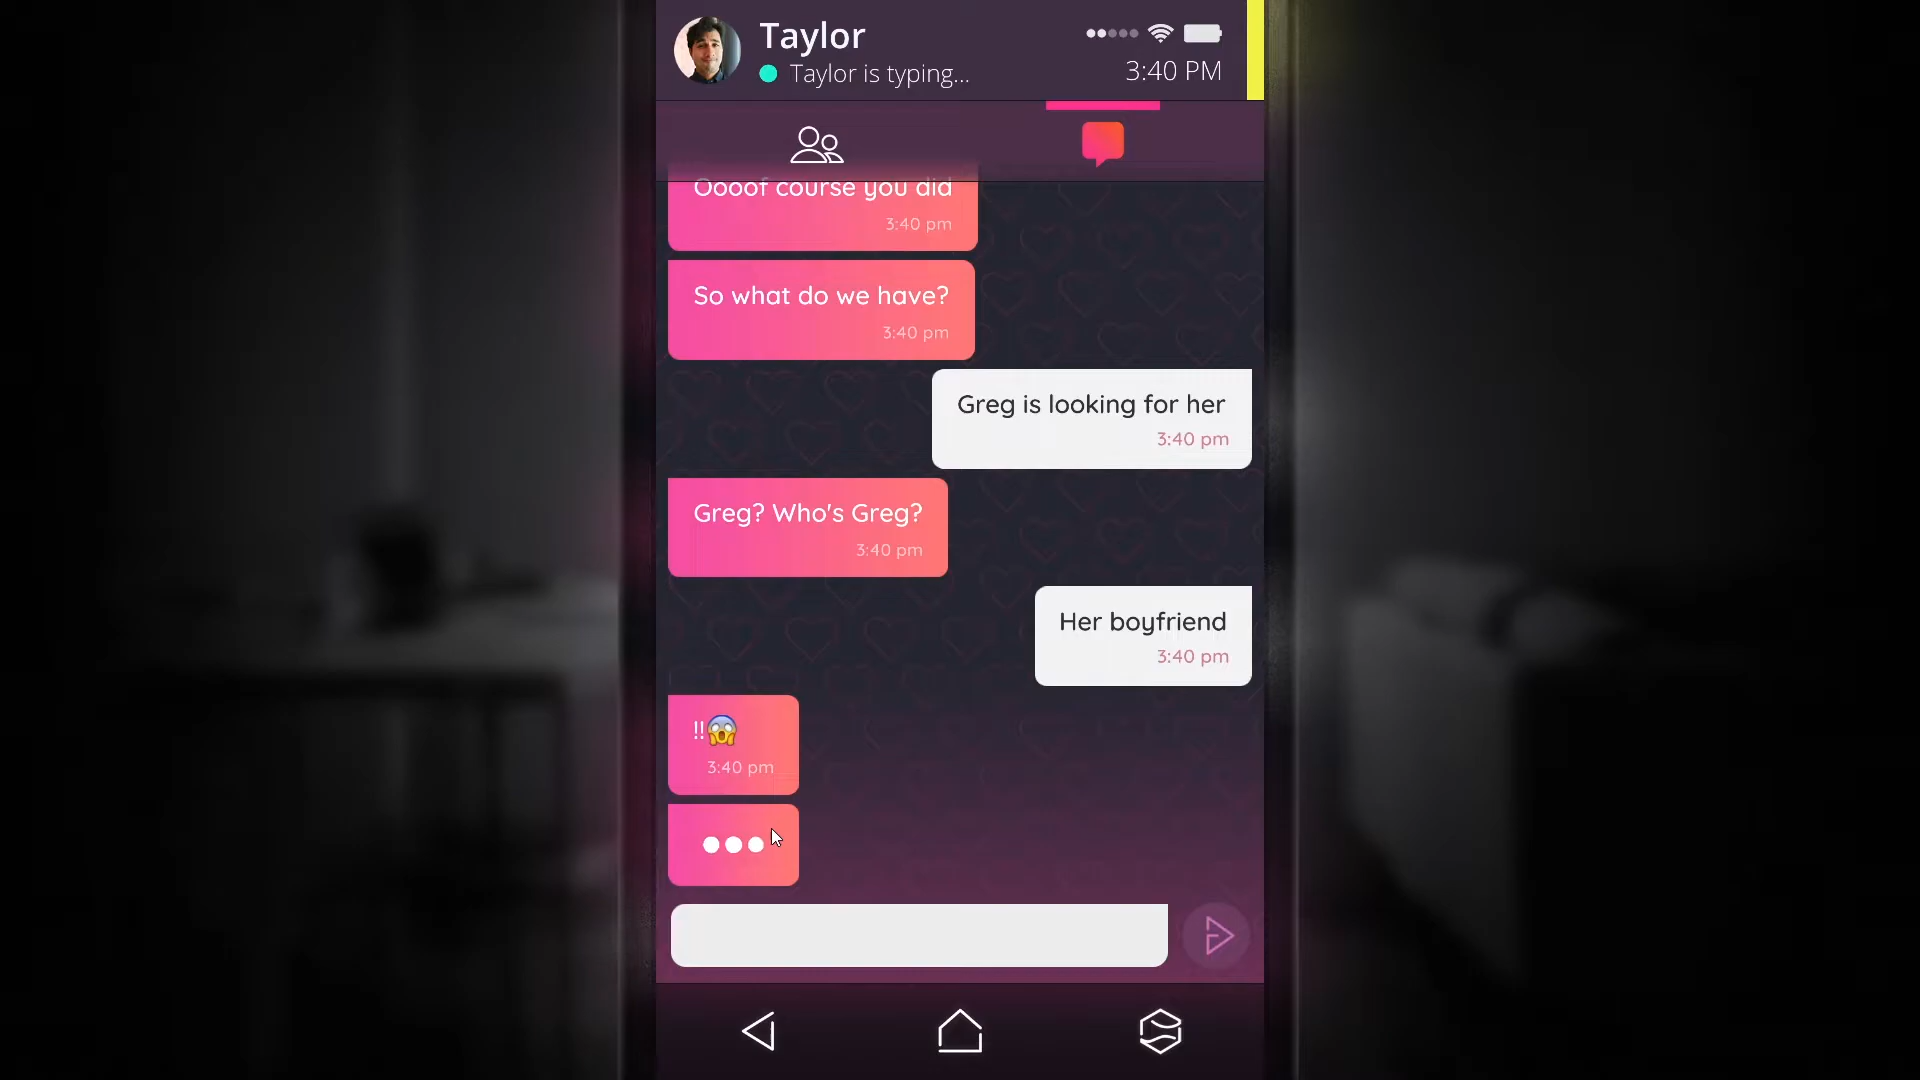 Taylor
Taylor is typing...
3:40 PM
Oooof course you did
3:40 pm
So what do we have?
3:40 pm
Greg is looking for her
3:40 pm
Greg? Who's Greg?
3:40 pm
Her boyfriend
3:40 pm
!!😱
3:40 pm